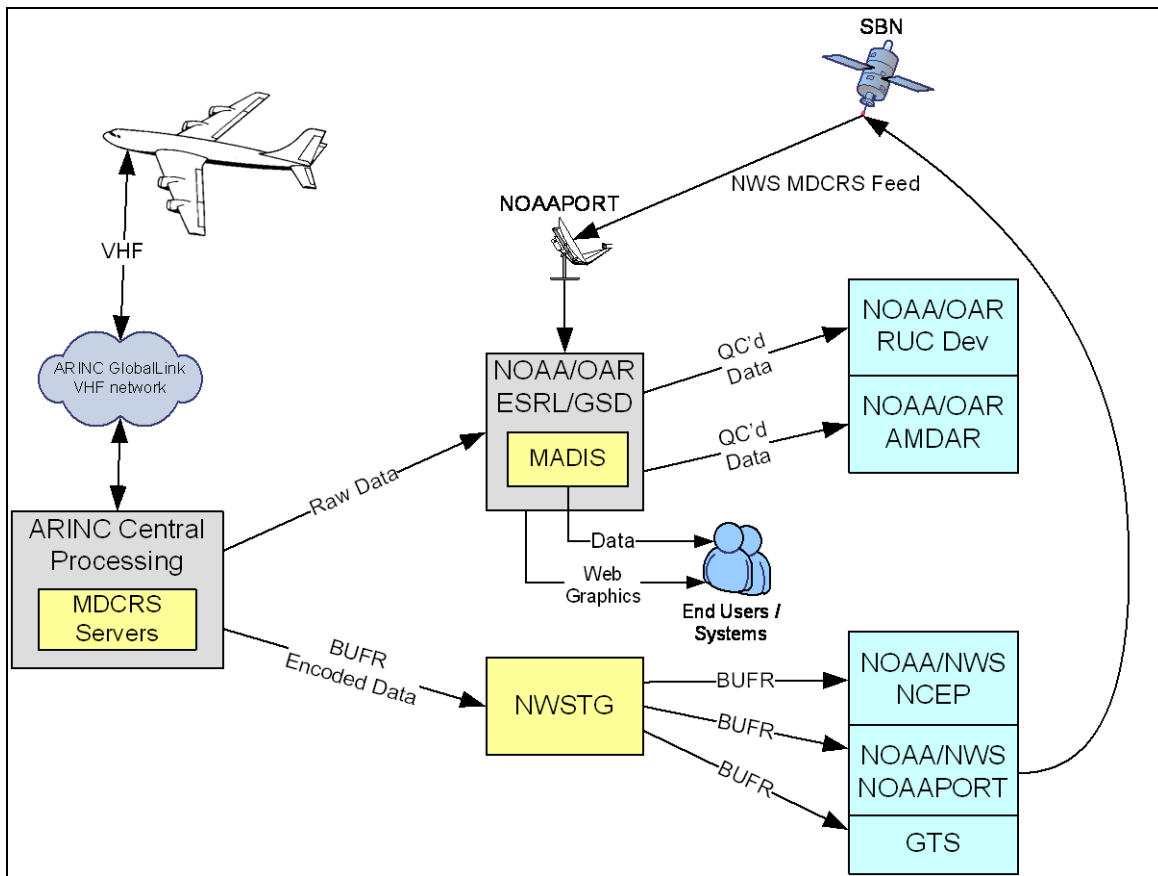 SBN
VHF
NWS MDCRS Feed
NOAAPORT
ARINC GlobalLink
VHF network
NOAA/OAR
ESRL/GSD
MADIS
QC'd
Data
QC'd
Data
NOAA/OAR
RUC Dev
NOAA/OAR
AMDAR
Raw Data
ARINC Central
Processing
MDCRS
Servers
Data
Web
Graphics
End Users /
Systems
BUFR
Encoded Data
NWSTG
BUFR
BUFR
BUFR
NOAA/NWS
NCEP
NOAA/NWS
NOAAPORT
GTS